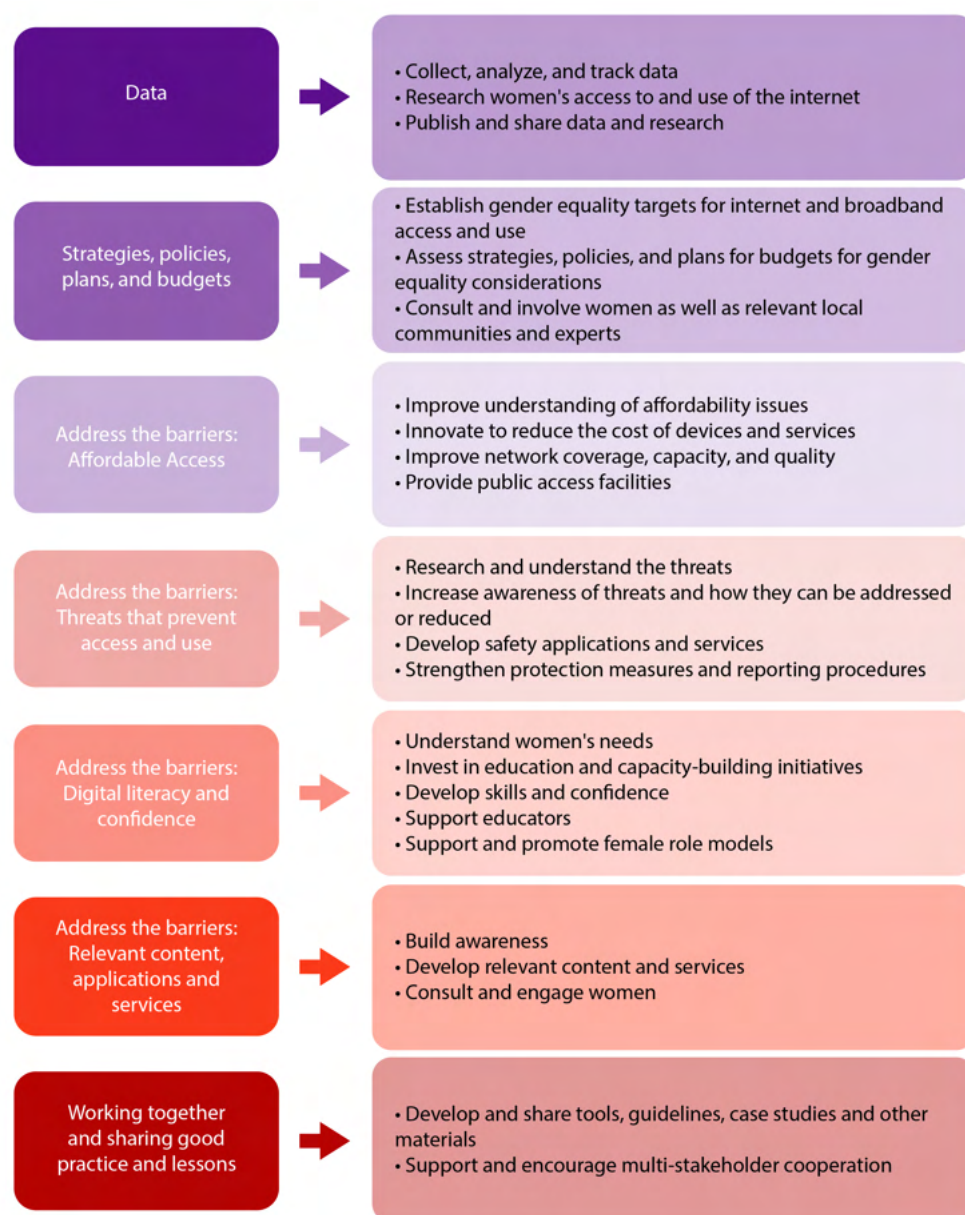 Data
• Collect, analyze, and track data
• Research women's access to and use of the internet
• Publish and share data and research
Strategies, policies,
plans, and budgets
• Establish gender equality targets for internet and broadband
access and use
• Assess strategies, policies, and plans for budgets for gender
equality considerations
• Consult and involve women as well as relevant local
communities and experts
Address the barriers:
Affordable Access
• Improve understanding of affordability issues
• Innovate to reduce the cost of devices and services
• Improve network coverage, capacity, and quality
• Provide public access facilities
Address the barriers:
Threats that prevent
access and use
• Research and understand the threats
• Increase awareness of threats and how they can be addressed
or reduced
• Develop safety applications and services
• Strengthen protection measures and reporting procedures
Address the barriers:
Digital literacy and
confidence
• Understand women's needs
• Invest in education and capacity-building initiatives
• Develop skills and confidence
• Support educators
• Support and promote female role models
Address the barriers:
Relevant content,
applications and
services
• Build awareness
• Develop relevant content and services
• Consult and engage women
Working together
and sharing good
practice and lessons
• Develop and share tools, guidelines, case studies and other
materials
• Support and encourage multi-stakeholder cooperation